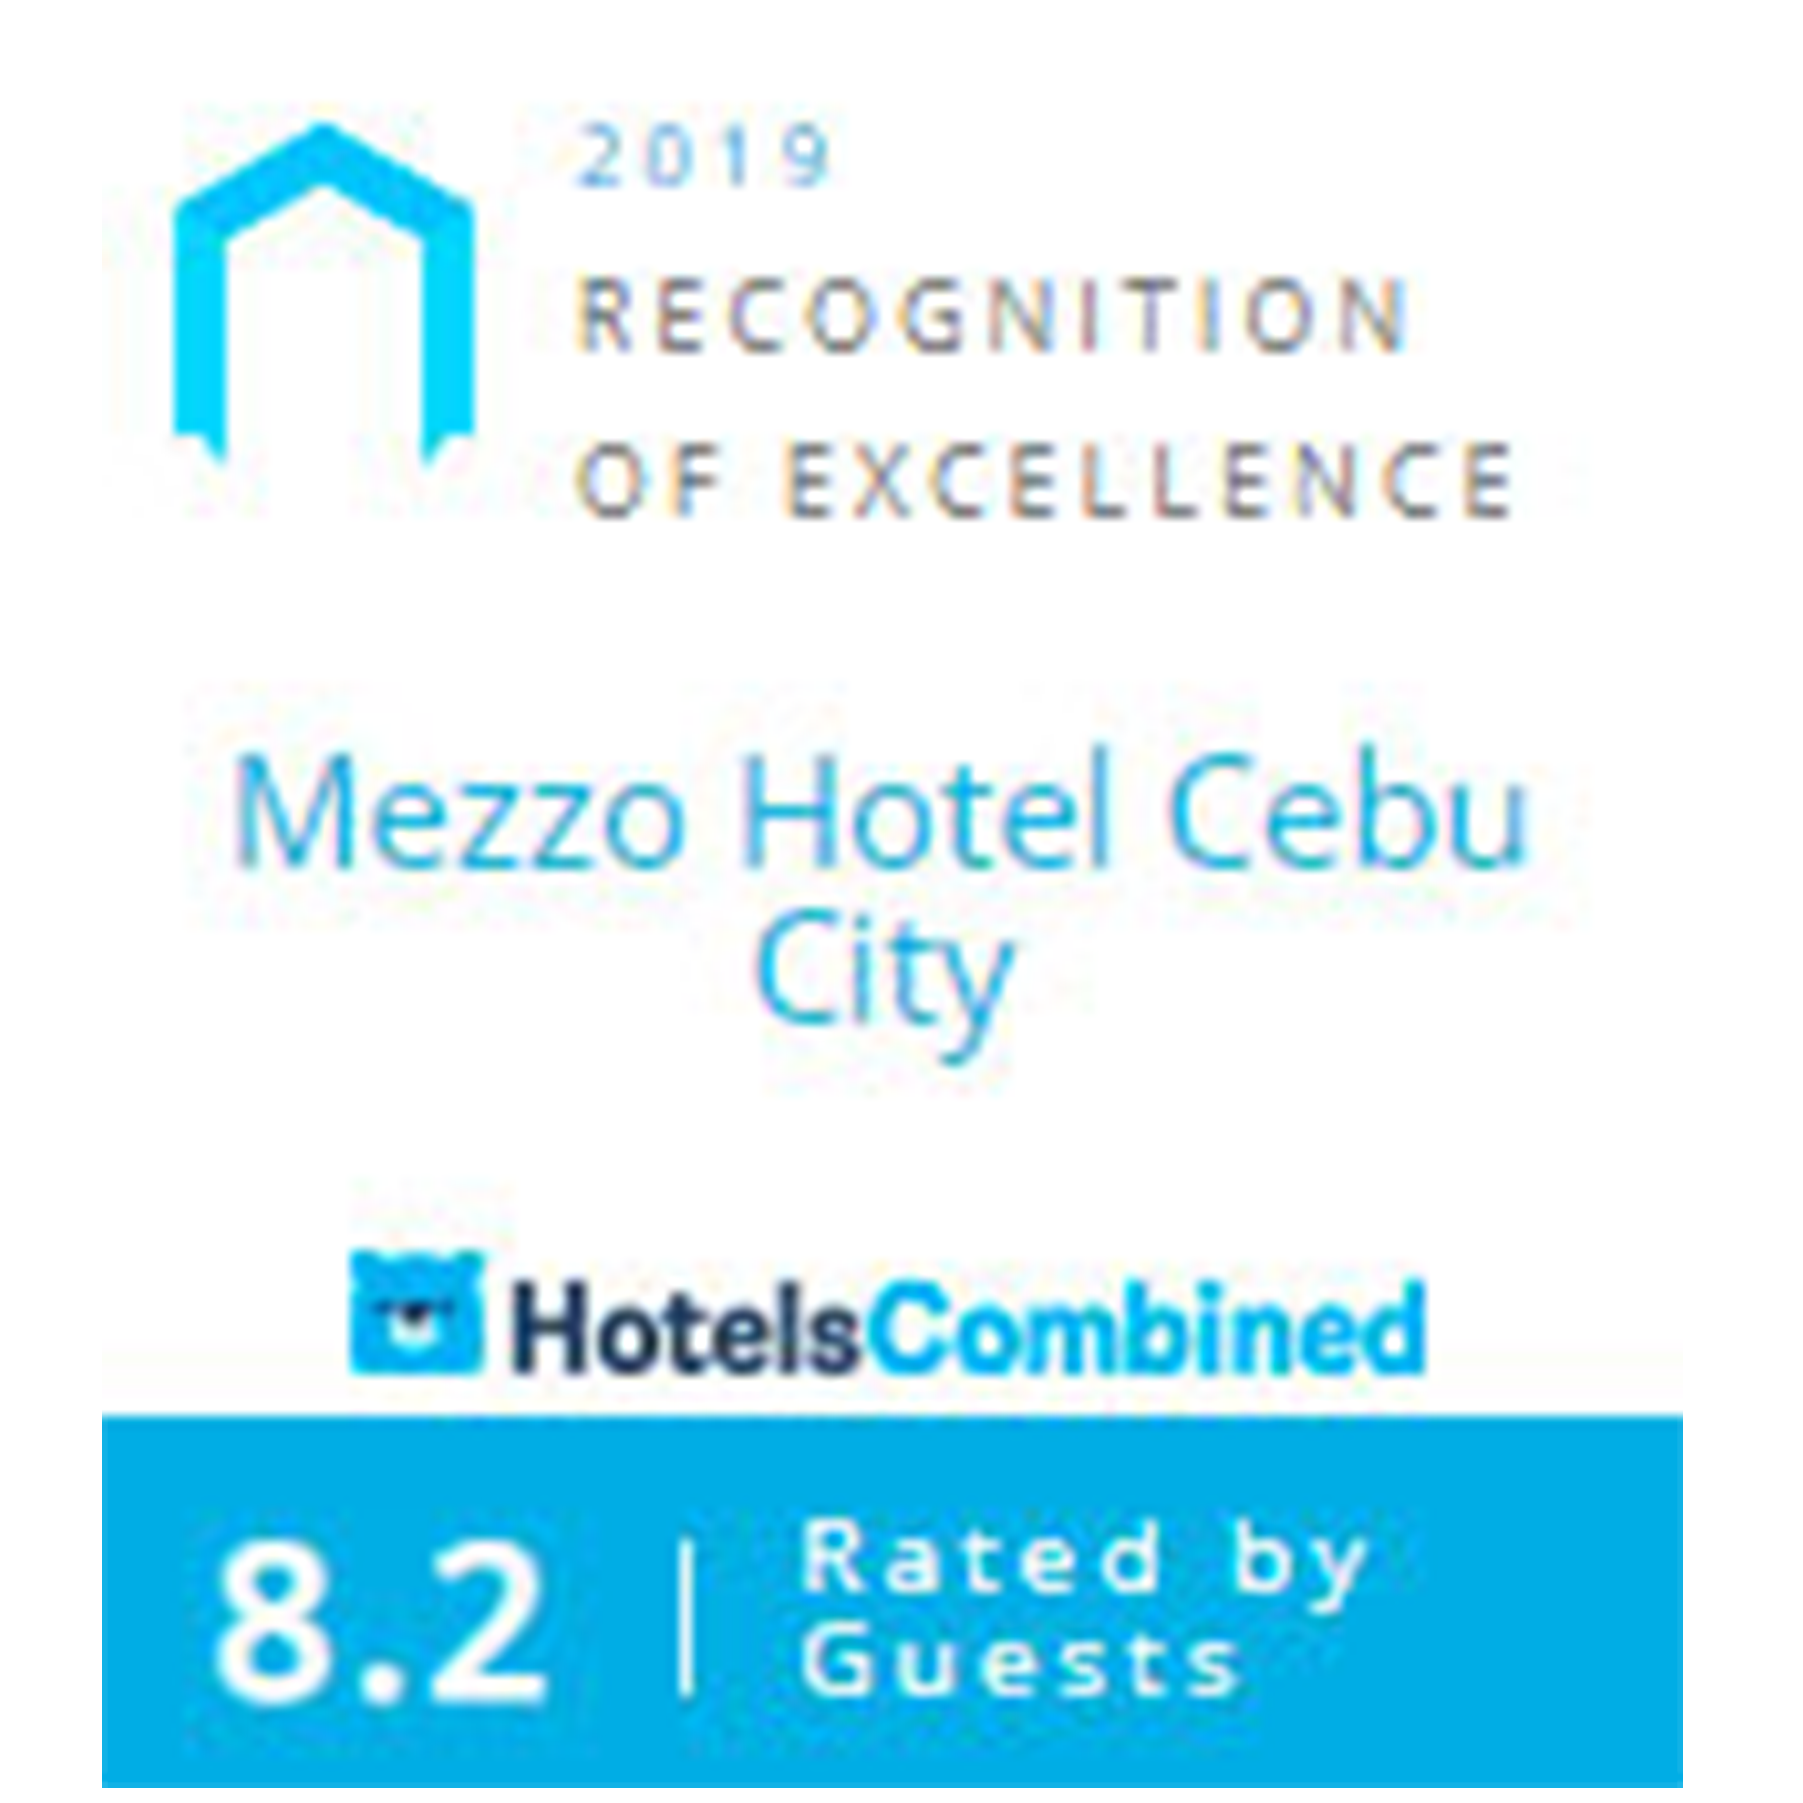 2019
RECOGNITION
OF EXCELLENCE
Mezzo Hotel Cebu
City
HotelsCombined
8.2
Rated by
Guests